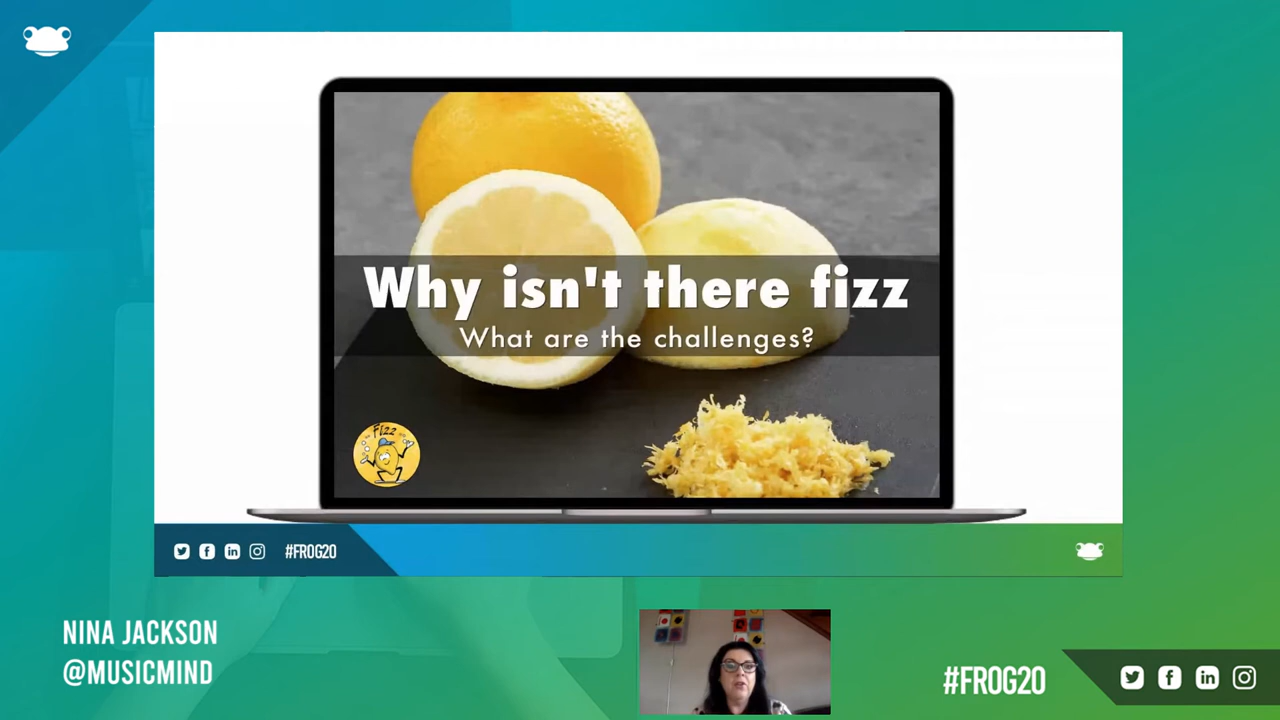 Why isn't there fizz
What are the challenges?
FIZZ
#FROG20
NINA JACKSON
@MUSICMIND
#FROG20